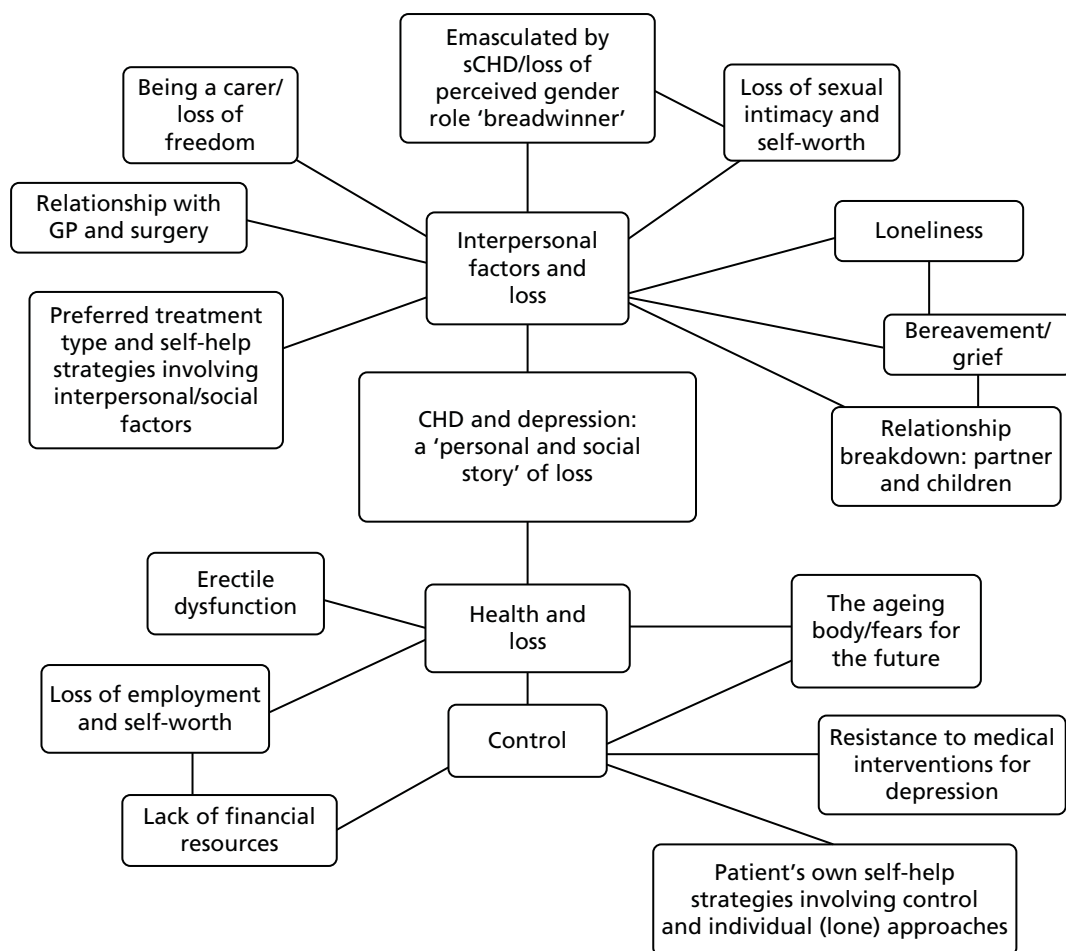 Emasculated by
sCHD/loss of
perceived gender
role ‘breadwinner’
Being a carer/
loss of
freedom
Loss of sexual
intimacy and
self-worth
Relationship with
GP and surgery
Interpersonal
factors and
loss
Loneliness
Preferred treatment
type and self-help
strategies involving
interpersonal/social
factors
Bereavement/
grief
CHD and depression:
a ‘personal and social
story’ of loss
Relationship
breakdown: partner
and children
Erectile
dysfunction
Health and
loss
The ageing
body/fears for
the future
Loss of employment
and self-worth
Control
Resistance to medical
interventions for
depression
Lack of financial
resources
Patient’s own self-help
strategies involving control
and individual (lone) approaches